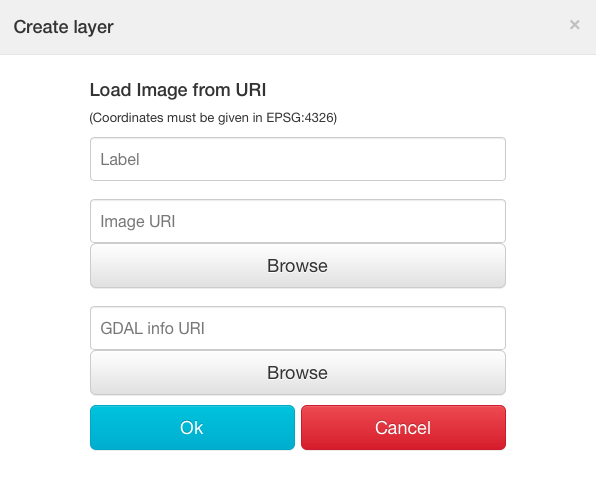 Create layer ×
Load Image from URI
(Coordinates must be given in EPSG:4326)
Label
Image URI
Browse
GDAL info URI
Browse
Ok Cancel